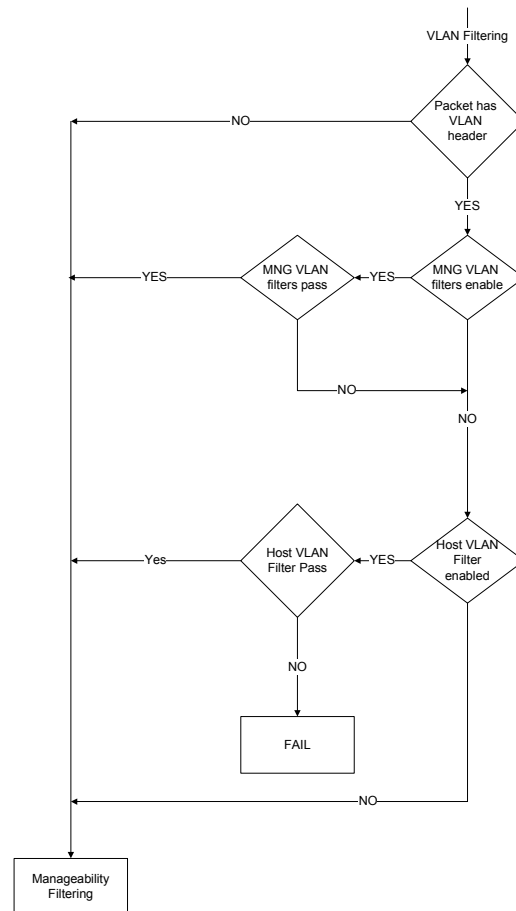 VLAN Filtering
Packet has
VLAN
header
NO
YES
MNG VLAN
filters pass
MNG VLAN
filters enable
YES
YES
NO
NO
Host VLAN
Filter Pass
Host VLAN
Filter
enabled
Yes
YES
NO
FAIL
NO
Manageability
Filtering